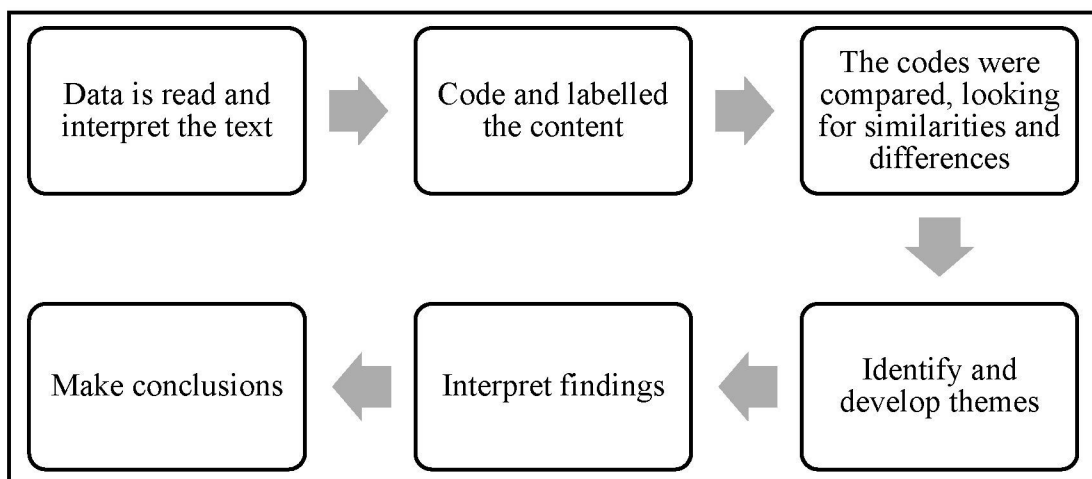 Data is read and
interpret the text
Code and labelled
the content
The codes were
compared, looking
for similarities and
differences
Identify and
develop themes
Interpret findings
Make conclusions